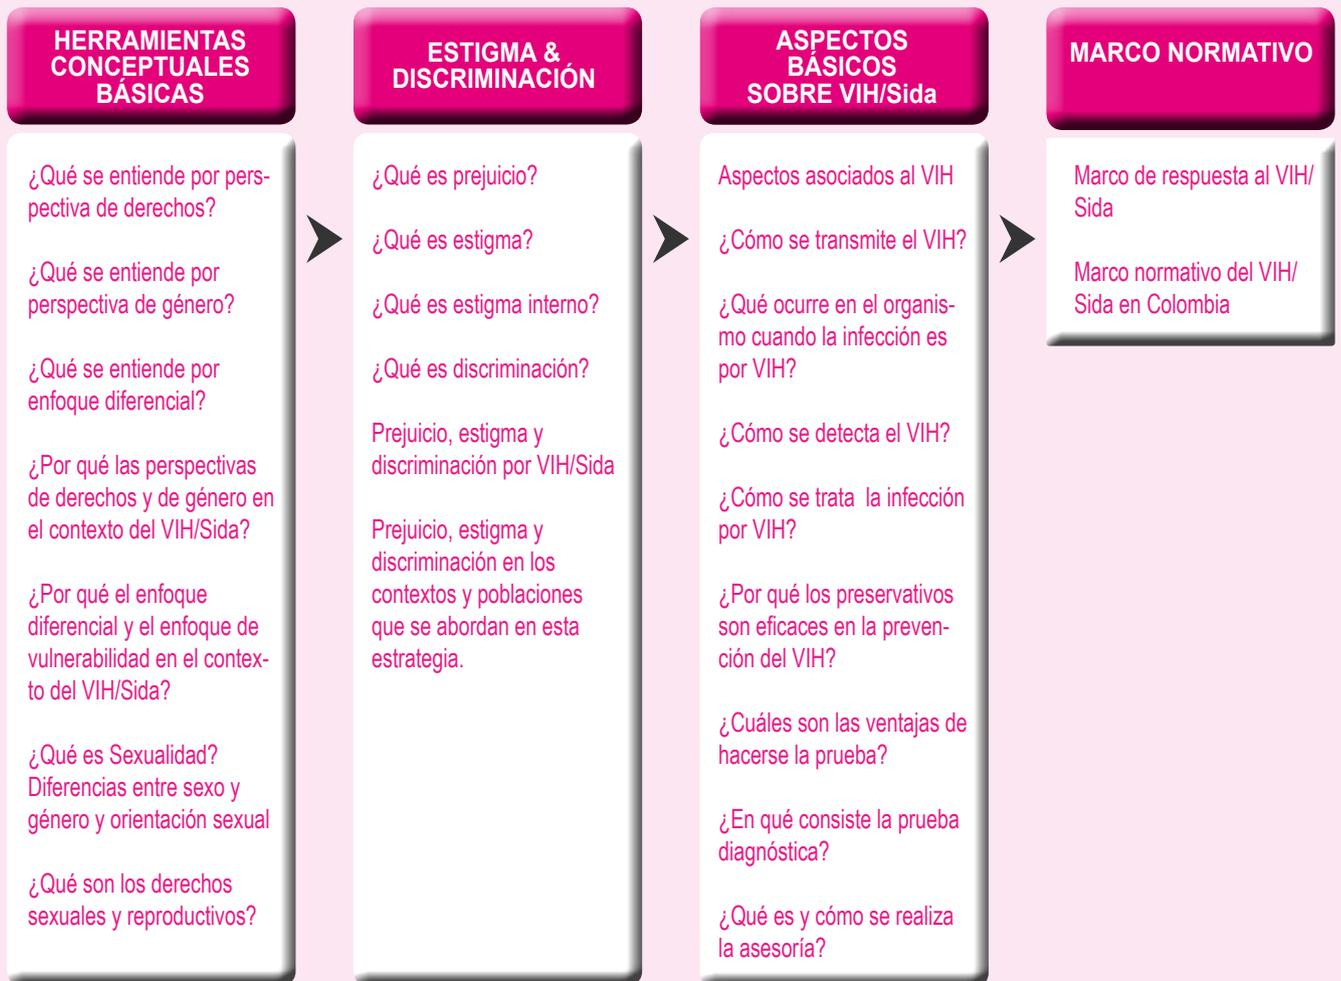 HERRAMIENTAS
CONCEPTUALES
BÁSICAS
¿Qué se entiende por pers-
pectiva de derechos?
¿Qué se entiende por
perspectiva de género?
¿Qué se entiende por
enfoque diferencial?
¿Por qué las perspectivas
de derechos y de género en
el contexto del VIH/Sida?
¿Por qué el enfoque
diferencial y el enfoque de
vulnerabilidad en el contex-
to del VIH/Sida?
¿Qué es Sexualidad?
Diferencias entre sexo y
género y orientación sexual
¿Qué son los derechos
sexuales y reproductivos?
ESTIGMA &
DISCRIMINACIÓN
¿Qué es prejuicio?
¿Qué es estigma?
¿Qué es estigma interno?
¿Qué es discriminación?
Prejuicio, estigma y
discriminación por VIH/Sida
Prejuicio, estigma y
discriminación en los
contextos y poblaciones
que se abordan en esta
estrategia.
ASPECTOS
BÁSICOS
SOBRE VIH/Sida
Aspectos asociados al VIH
¿Cómo se transmite el VIH?
¿Qué ocurre en el organis-
mo cuando la infección es
por VIH?
¿Cómo se detecta el VIH?
¿Cómo se trata  la infección
por VIH?
¿Por qué los preservativos
son eficaces en la preven-
ción del VIH?
¿Cuáles son las ventajas de
hacerse la prueba?
¿En qué consiste la prueba
diagnóstica?
¿Qué es y cómo se realiza
la asesoría?
MARCO NORMATIVO
Marco de respuesta al VIH/
Sida
Marco normativo del VIH/
Sida en Colombia